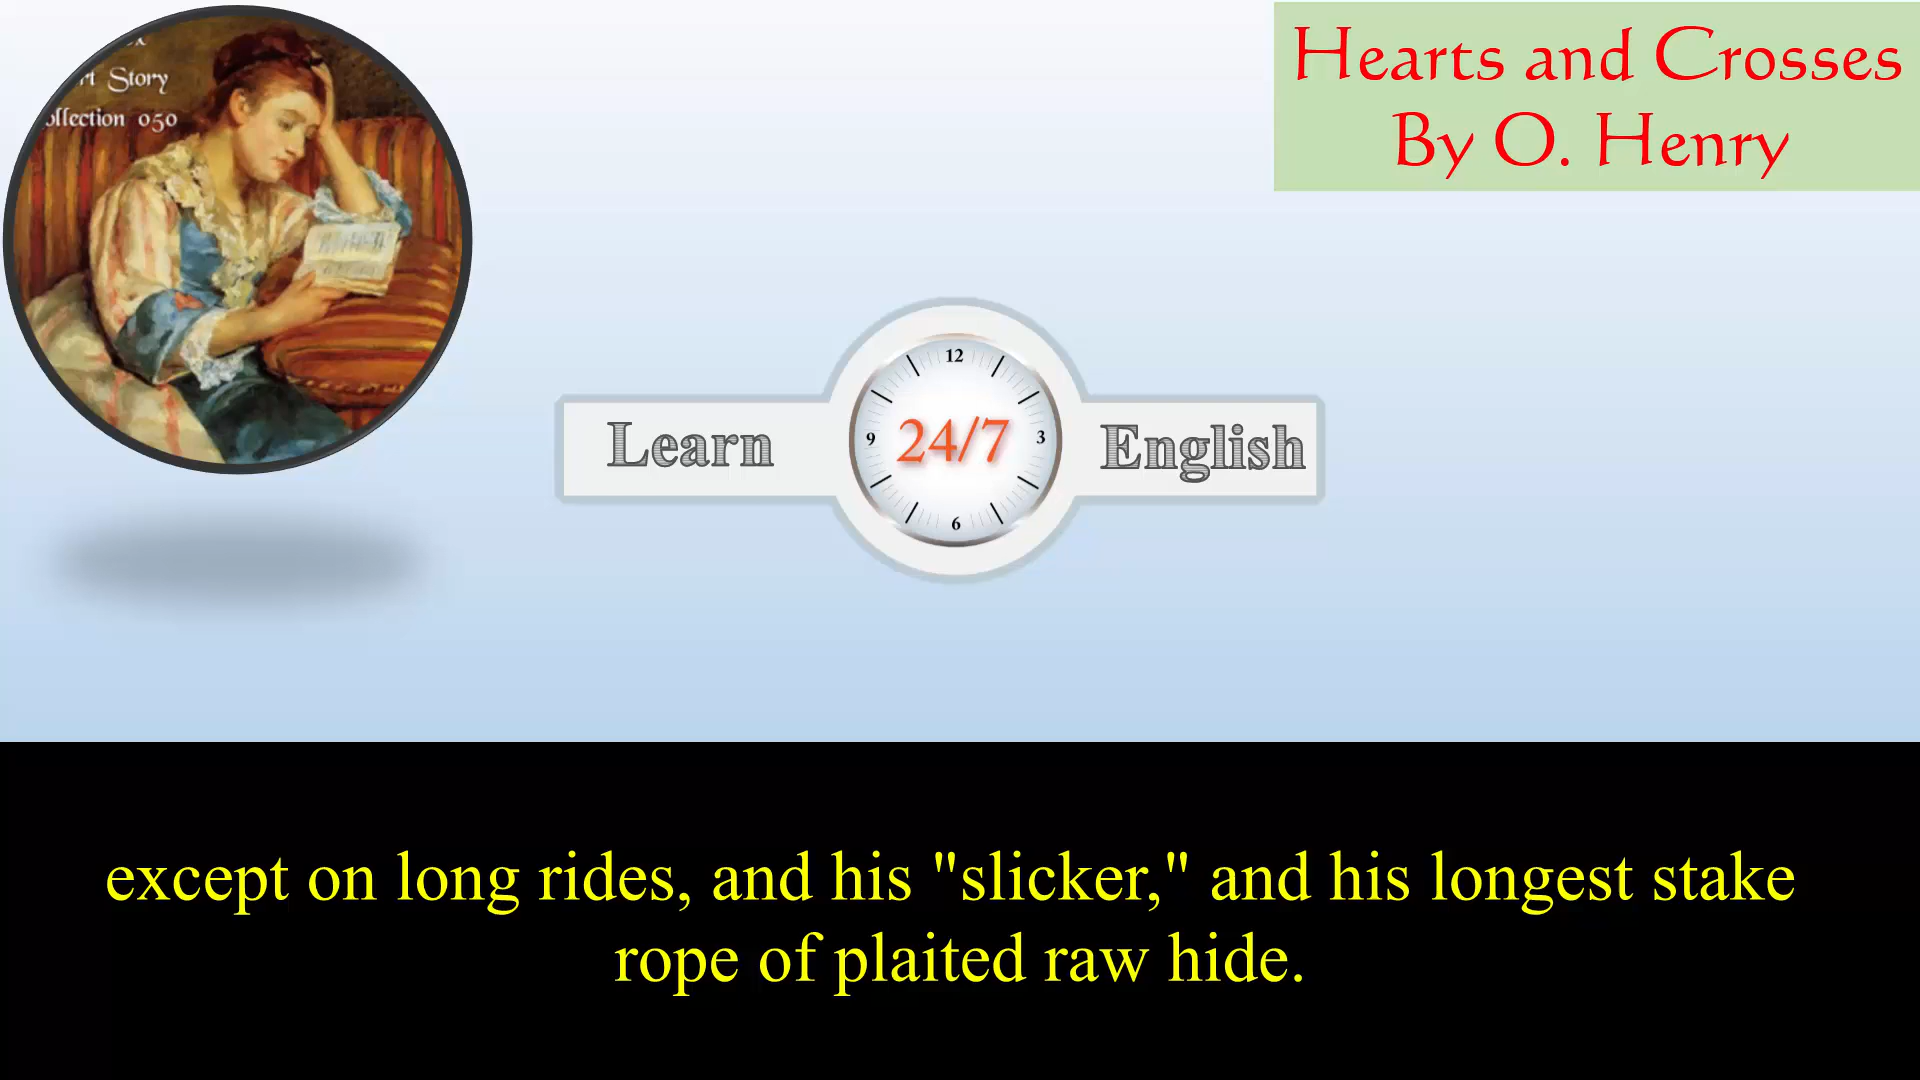 Story
050
Hearts and Crosses
By O. Henry
12
Learn
9
24/7
3
English
6
except on long rides, and his "slicker," and his longest stake
rope of plaited raw hide.